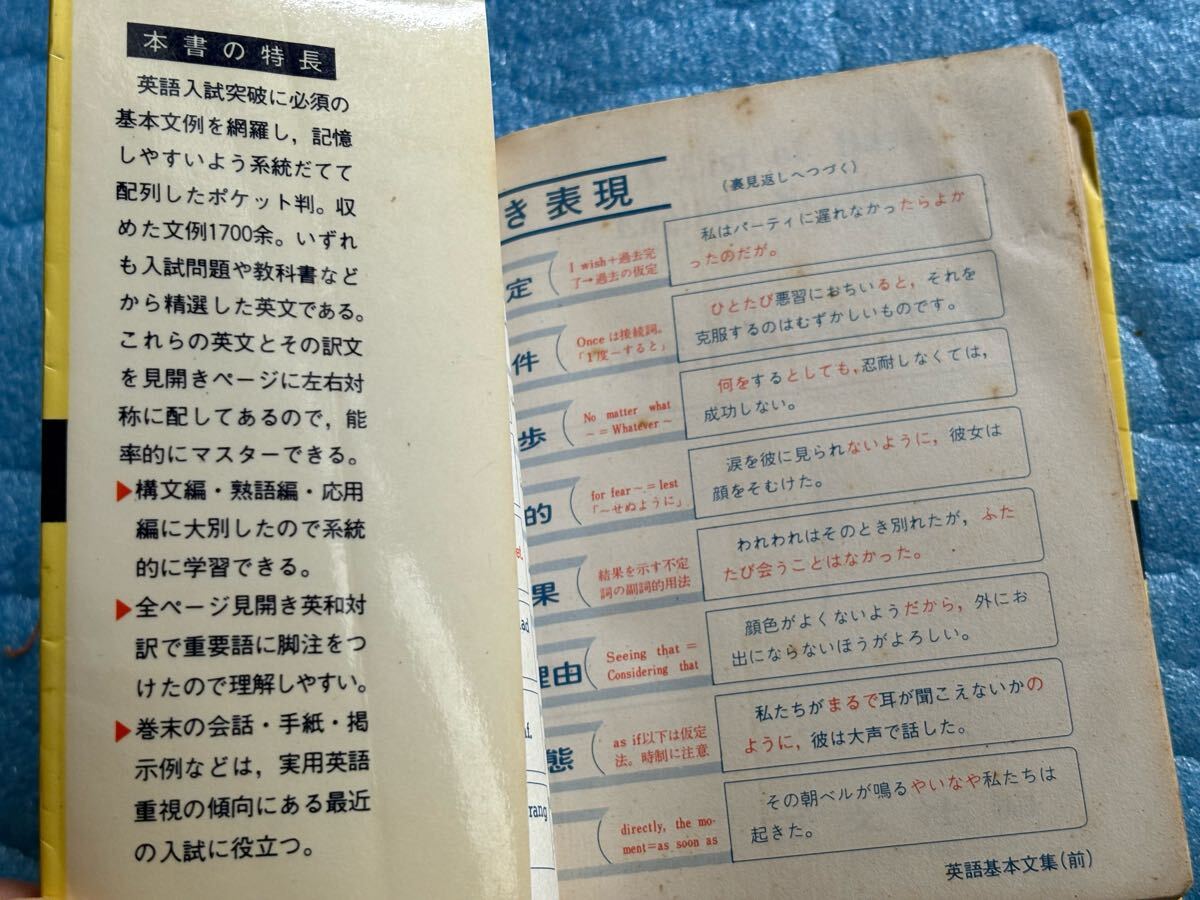 本書の特長
英語入試突破に必須の
基本文例を網羅し，記憶
しやすいよう系統だてて
配列したポケット判。収
めた文例1700余。いずれ
も入試問題や教科書など
から精選した英文である。
これらの英文とその訳文
を見開きページに左右対
称に配してあるので，能
率的にマスターできる。
▶構文編・熟語編・応用
編に大別したので系統
的に学習できる。
▶全ページ見開き英和対
訳で重要語に脚注をつ
けたので理解しやすい。
▶巻末の会話・手紙・掲
示例などは，実用英語
重視の傾向にある最近
の入試に役立つ。
き表現
（裏見返しへつづく）
定
I wish＋過去完
了→過去の仮定
私はパーティに遅れなかったらよか
ったのだが。
件
Once は接続詞。
「1度～すると」
ひとたび悪習におちいると，それを
克服するのはむずかしいものです。
歩
No matter what
～＝Whatever～
何をするとしても，忍耐しなくては，
成功しない。
的
for fear～＝lest
「～せぬように」
涙を彼に見られないように，彼女は
顔をそむけた。
果
結果を示す不定
詞の副詞的用法
われわれはそのとき別れたが，ふた
たび会うことはなかった。
理由
Seeing that＝
Considering that
顔色がよくないようだから，外にお
出にならないほうがよろしい。
態
as if以下は仮定
法。時制に注意
私たちがまるで耳が聞こえないかの
ように，彼は大声で話した。
rang
directly, the mo-
ment＝as soon as
その朝ベルが鳴るやいなや私たちは
起きた。
英語基本文集（前）